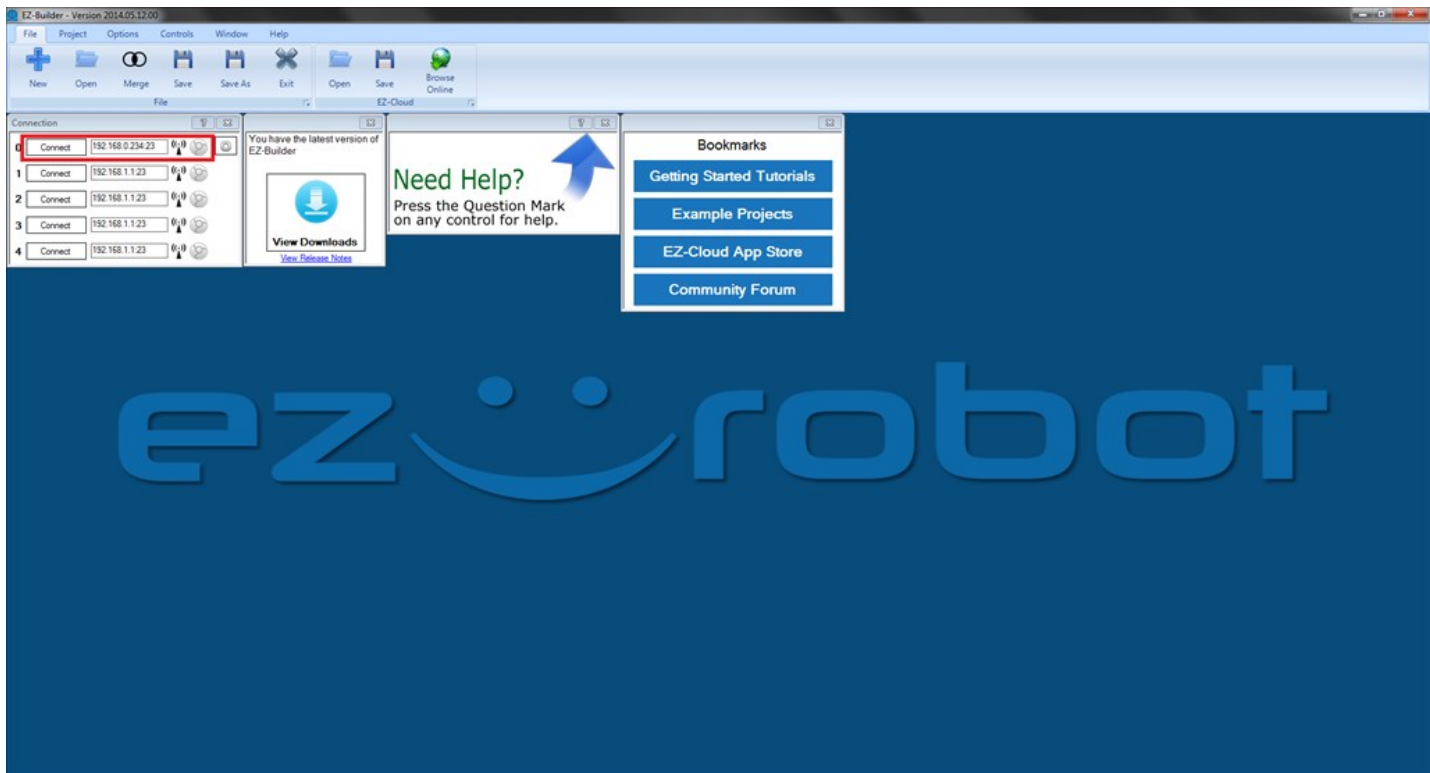 EZ-Builder - Version 2014.05.12.00
File Project Options Controls Window Help
New Open Merge Save Save As Exit Open Save Browse Online
File EZ-Cloud
Connection
0 Connect 192.168.0.234:23
1 Connect 192.168.1.1:23
2 Connect 192.168.1.1:23
3 Connect 192.168.1.1:23
4 Connect 192.168.1.1:23
You have the latest version of
EZ-Builder
View Downloads
View Release Notes
Need Help?
Press the Question Mark
on any control for help.
Bookmarks
Getting Started Tutorials
Example Projects
EZ-Cloud App Store
Community Forum
ez robot